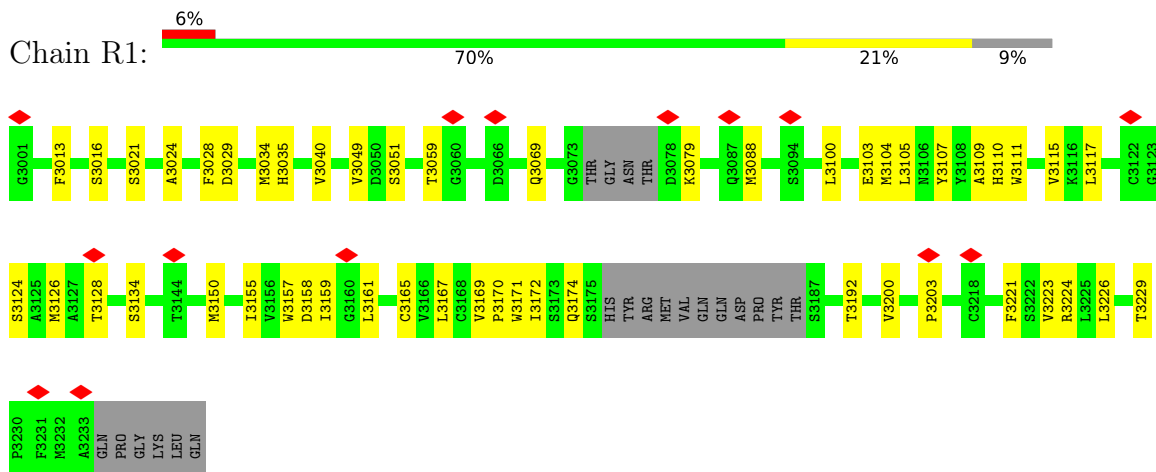 6%
Chain R1:
70% 21% 9%
G3001 F3013 S3016 S3021 A3024 F3028 D3029 M3034 H3035 V3040 V3049 D3050 S3051 T3059 G3060 D3066 Q3069 G3073 THR GLY ASN THR D3078 K3079 Q3087 M3088 S3094 L3100 E3103 M3104 L3105 N3106 Y3107 Y3108 A3109 H3110 W3111 V3115 K3116 L3117 C3122 G3123
S3124 A3125 M3126 A3127 T3128 S3134 T3144 M3150 I3155 V3156 W3157 D3158 I3159 G3160 L3161 C3165 V3166 L3167 C3168 V3169 P3170 W3171 I3172 S3173 Q3174 S3175 HIS TYR ARG MET VAL GLN GLN ASP PRO TYR THR S3187 T3192 V3200 P3203 C3218 F3221 S3222 V3223 R3224 L3225 L3226 T3229
P3230 F3231 M3232 A3233 GLN PRO GLY LYS LEU GLN